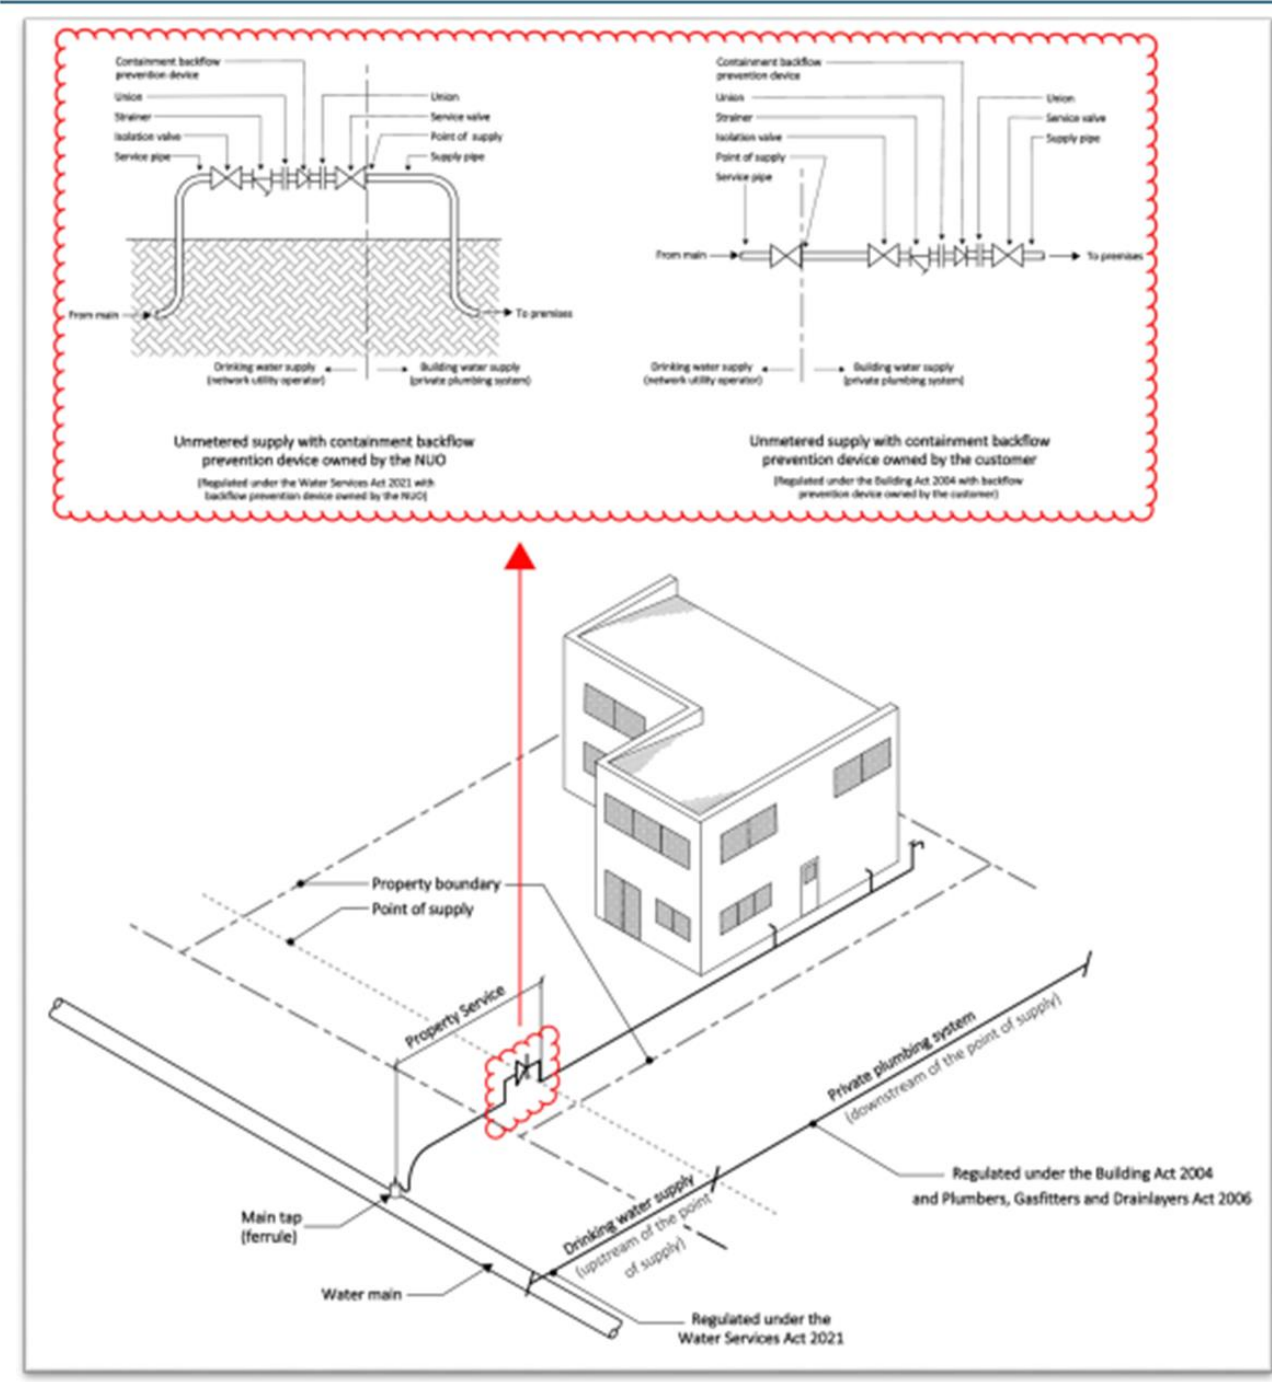 Containment backflow
prevention device
Union
Strainer
Isolation valve
Service pipe
Union
Service valve
Point of supply
Supply pipe
From main
To premises
Drinking water supply
(network utility operator)
Building water supply
(private plumbing system)
Unmetered supply with containment backflow
prevention device owned by the NUO
(Regulated under the Water Services Act 2021 with
backflow prevention device owned by the NUO)
Containment backflow
prevention device
Union
Strainer
Isolation valve
Point of supply
Service pipe
Union
Service valve
Supply pipe
From main
To premises
Drinking water supply
(network utility operator)
Building water supply
(private plumbing system)
Unmetered supply with containment backflow
prevention device owned by the customer
(Regulated under the Building Act 2004 with backflow
prevention device owned by the customer)
Property boundary
Point of supply
Property Service
Private plumbing system
(downstream of the point of supply)
Regulated under the Building Act 2004
and Plumbers, Gasfitters and Drainlayers Act 2006
Drinking water supply
(upstream of the point
of supply)
Main tap
(ferrule)
Water main
Regulated under the
Water Services Act 2021